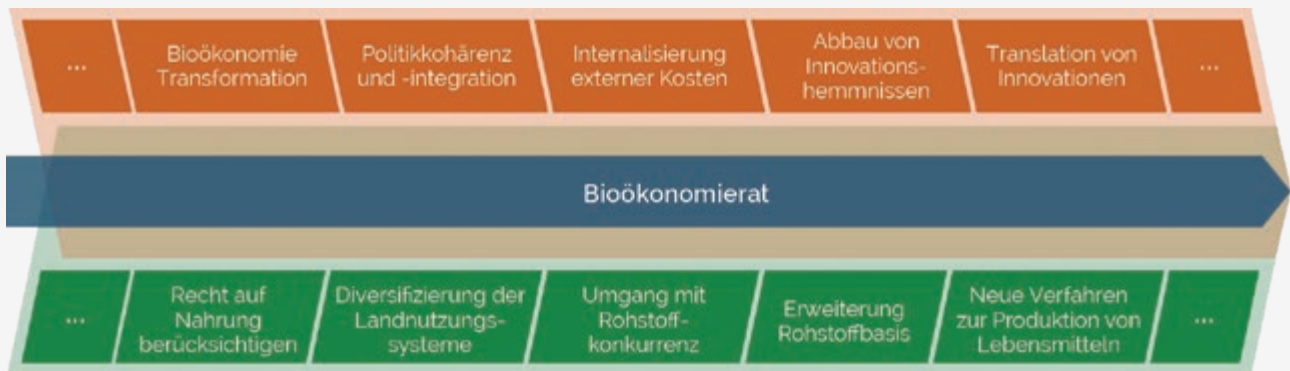 ...
Bioökonomie
Transformation
Politikkohärenz
und -integration
Internalisierung
externer Kosten
Abbau von
Innovations-
hemmnissen
Translation von
Innovationen
...
Bioökonomierat
...
Recht auf
Nahrung
berücksichtigen
Diversifizierung der
Landnutzungs-
systeme
Umgang mit
Rohstoff-
konkurrenz
Erweiterung
Rohstoffbasis
Neue Verfahren
zur Produktion von
Lebensmitteln
...